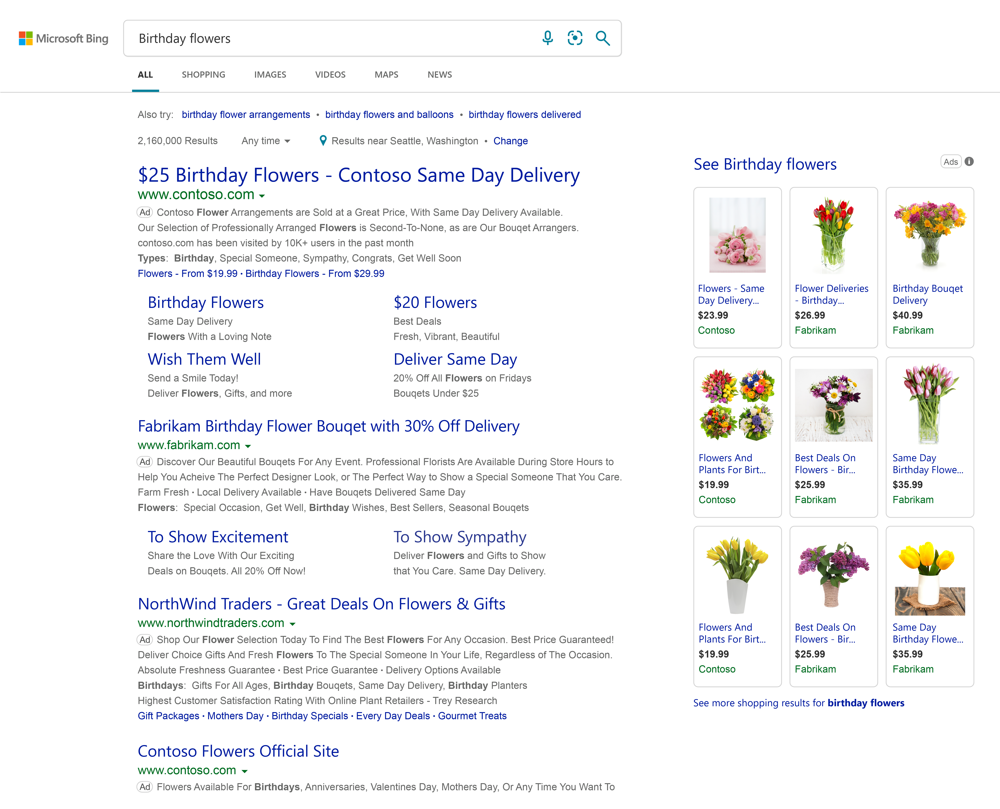 Microsoft Bing
Birthday flowers
ALL SHOPPING IMAGES VIDEOS MAPS NEWS
Also try: birthday flower arrangements • birthday flowers and balloons • birthday flowers delivered
2,160,000 Results Any time Results near Seattle, Washington • Change
$25 Birthday Flowers - Contoso Same Day Delivery
www.contoso.com
Ad Contoso Flower Arrangements are Sold at a Great Price, With Same Day Delivery Available.
Our Selection of Professionally Arranged Flowers is Second-To-None, as are Our Bouqet Arrangers.
contoso.com has been visited by 10K+ users in the past month
Types: Birthday, Special Someone, Sympathy, Congrats, Get Well Soon
Flowers - From $19.99 · Birthday Flowers - From $29.99
Birthday Flowers
Same Day Delivery
Flowers With a Loving Note
$20 Flowers
Best Deals
Fresh, Vibrant, Beautiful
Wish Them Well
Send a Smile Today!
Deliver Flowers, Gifts, and more
Deliver Same Day
20% Off All Flowers on Fridays
Bouqets Under $25
Fabrikam Birthday Flower Bouqet with 30% Off Delivery
www.fabrikam.com
Ad Discover Our Beautiful Bouqets For Any Event. Professional Florists Are Available During Store Hours to
Help You Acheive The Perfect Designer Look, or The Perfect Way to Show a Special Someone That You Care.
Farm Fresh · Local Delivery Available · Have Bouqets Delivered Same Day
Flowers: Special Occasion, Get Well, Birthday Wishes, Best Sellers, Seasonal Bouqets
To Show Excitement
Share the Love With Our Exciting
Deals on Bouqets. All 20% Off Now!
To Show Sympathy
Deliver Flowers and Gifts to Show
that You Care. Same Day Delivery.
NorthWind Traders - Great Deals On Flowers & Gifts
www.northwindtraders.com
Ad Shop Our Flower Selection Today To Find The Best Flowers For Any Occasion. Best Price Guaranteed!
Deliver Choice Gifts And Fresh Flowers To The Special Someone In Your Life, Regardless of The Occasion.
Absolute Freshness Guarantee · Best Price Guarantee · Delivery Options Available
Birthdays: Gifts For All Ages, Birthday Bouqets, Same Day Delivery, Birthday Planters
Highest Customer Satisfaction Rating With Online Plant Retailers - Trey Research
Gift Packages · Mothers Day · Birthday Specials · Every Day Deals · Gourmet Treats
Contoso Flowers Official Site
www.contoso.com
Ad Flowers Available For Birthdays, Anniversaries, Valentines Day, Mothers Day, Or Any Time You Want To
See Birthday flowers
Ads
Flowers - Same
Day Delivery...
$23.99
Contoso
Flower Deliveries
- Birthday...
$26.99
Fabrikam
Birthday Bouqet
Delivery
$40.99
Fabrikam
Flowers And
Plants For Birt...
$19.99
Contoso
Best Deals On
Flowers - Bir...
$25.99
Fabrikam
Same Day
Birthday Flowe...
$35.99
Fabrikam
Flowers And
Plants For Birt...
$19.99
Contoso
Best Deals On
Flowers - Bir...
$25.99
Fabrikam
Same Day
Birthday Flowe...
$35.99
Fabrikam
See more shopping results for birthday flowers